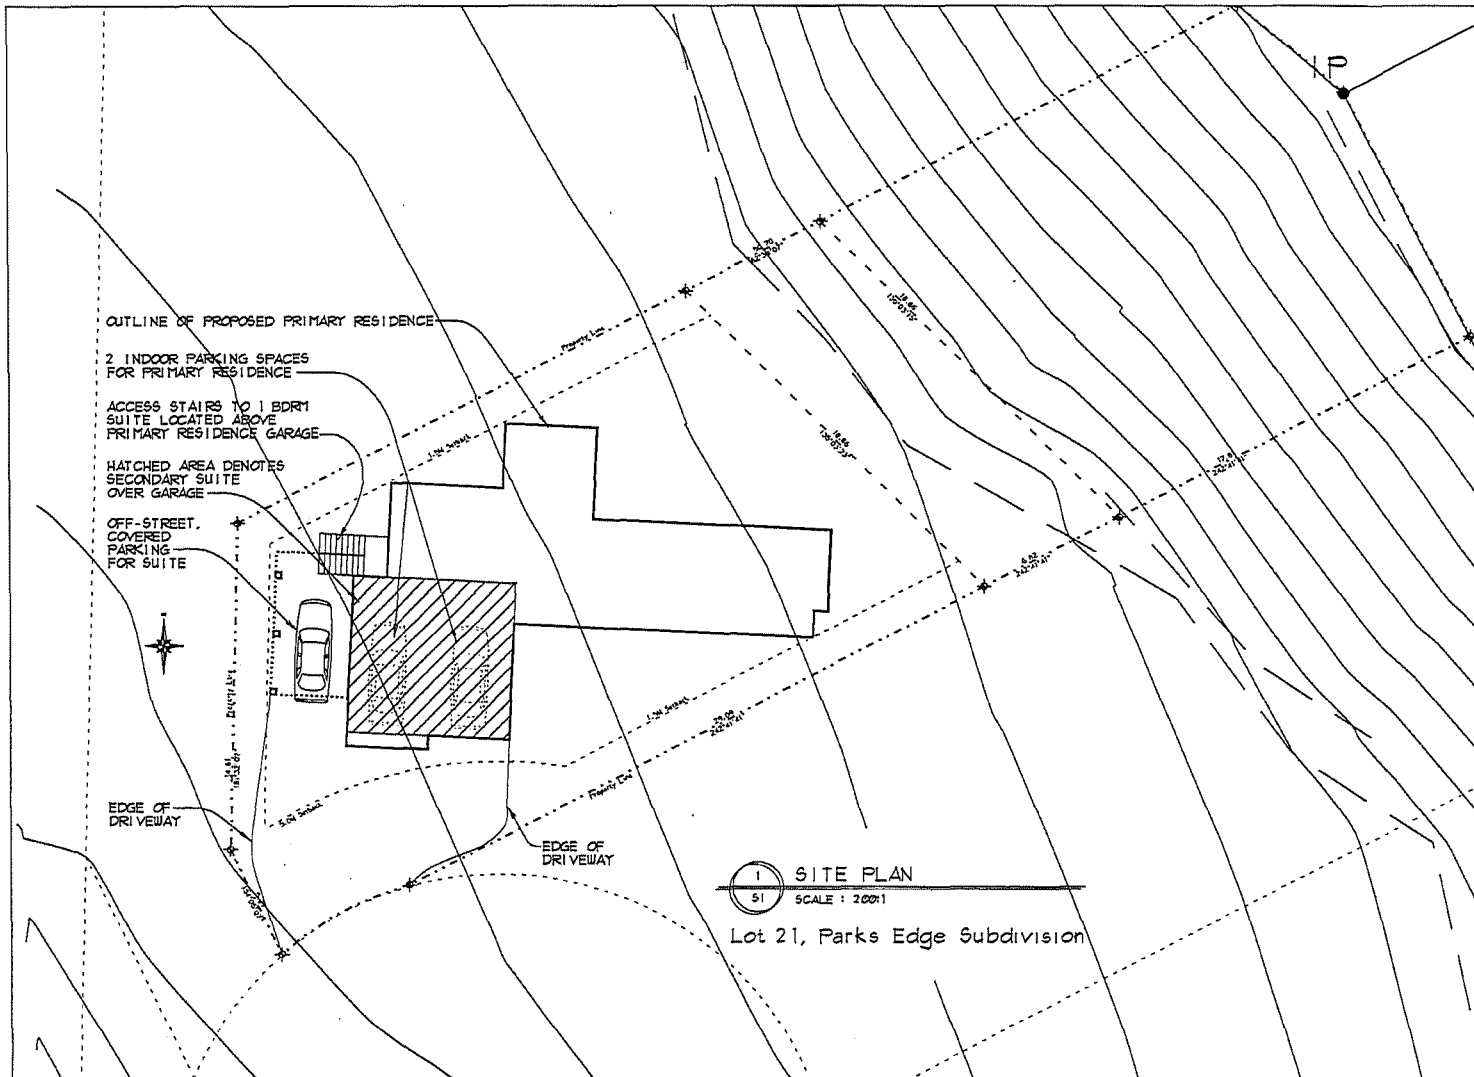 IP
OUTLINE OF PROPOSED PRIMARY RESIDENCE
2 INDOOR PARKING SPACES
FOR PRIMARY RESIDENCE
ACCESS STAIRS TO 1 BDRM
SUITE LOCATED ABOVE
PRIMARY RESIDENCE GARAGE
HATCHED AREA DENOTES
SECONDARY SUITE
OVER GARAGE
OFF-STREET,
COVERED
PARKING
FOR SUITE
Property Line
Property Line
5.0M Setback
EDGE OF
DRIVEWAY
EDGE OF
DRIVEWAY
1
S1
SITE PLAN
SCALE : 200:1
Lot 21, Parks Edge Subdivision